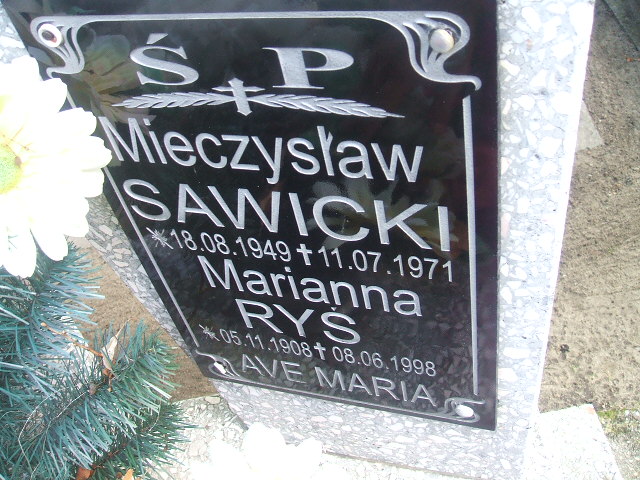 Ś P
Mieczysław
SAWICKI
18.08.1949 ✝ 11.07.1971
Marianna
RYŚ
05.11.1908 ✝ 08.06.1998
AVE MARIA